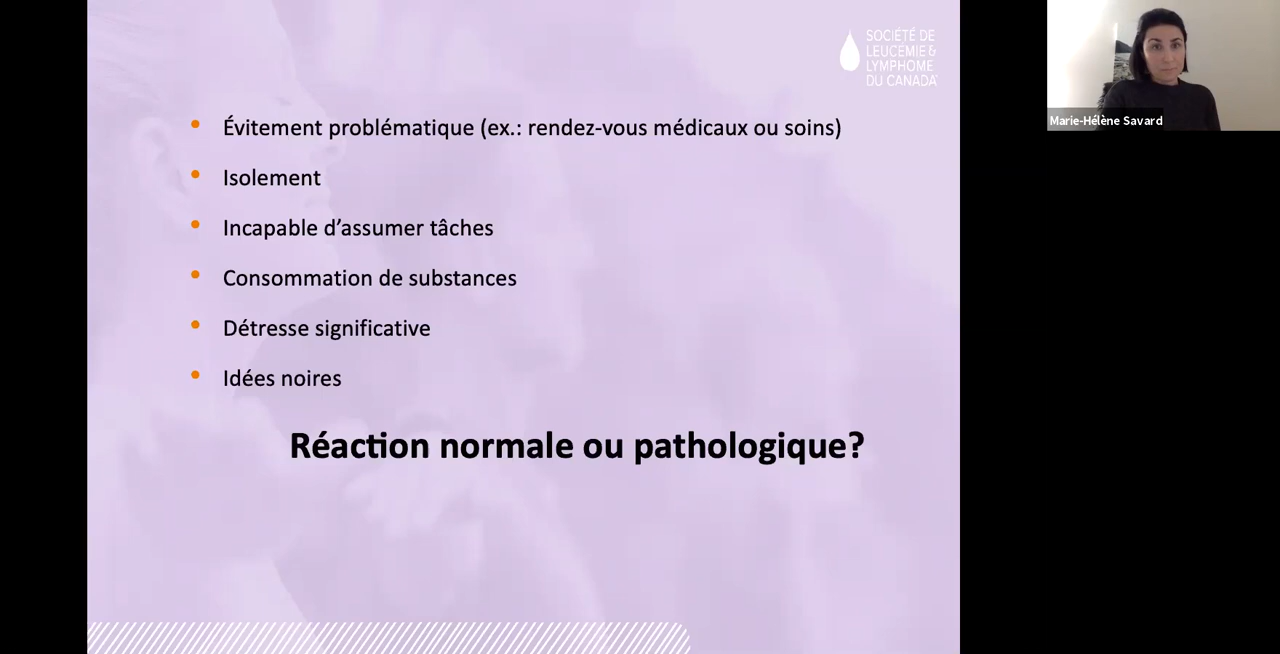 SOCIÉTÉ DE
LEUCÉMIE &
LYMPHOME
DU CANADA
• Évitement problématique (ex.: rendez-vous médicaux ou soins)
• Isolement
• Incapable d’assumer tâches
• Consommation de substances
• Détresse significative
• Idées noires
Réaction normale ou pathologique?
Marie-Hélène Savard